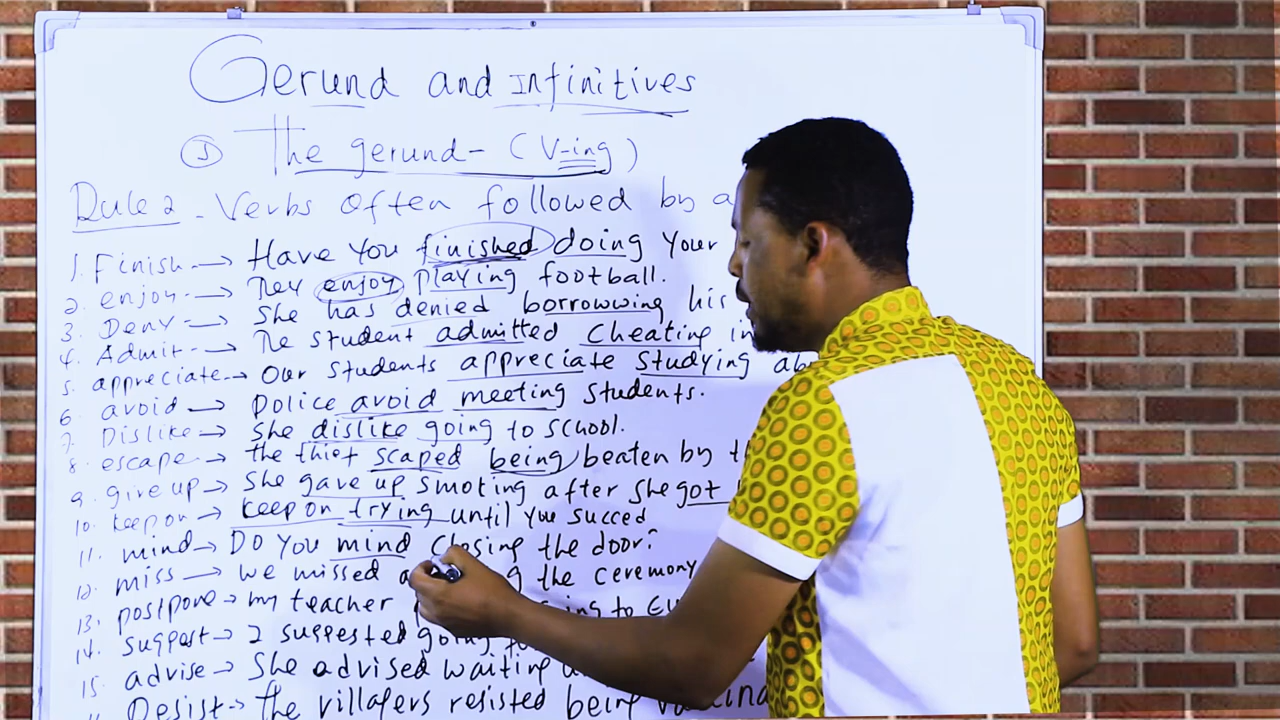 Gerund and Infinitives
① The gerund- (V-ing)
Rule 2 - Verbs often followed by a
1. Finish → Have you finished doing your
2. enjoy. → They enjoy playing football.
3. Deny → She has denied borrowwing his
4. Admit → The student admitted cheating in
5. appreciate → Our students appreciate studying ab
6. avoid → Police avoid meeting students.
7. Dislike → She dislike going to school.
8. escape → the thief scaped being beaten by th
9. give up → She gave up smoking after she got
10. keep on → keep on trying until you succed
11. mind → Do you mind closing the door?
12. miss → we missed the ceremony
13. postpone → my teacher to
14. suggest → I suggested going
15. advise → She advised waiting
resist → the villagers resisted being